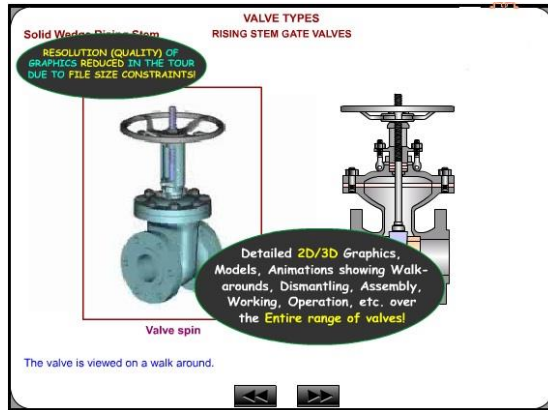 VALVE TYPES
Solid Wedge Rising Stem
RISING STEM GATE VALVES
RESOLUTION (QUALITY) OF
GRAPHICS REDUCED IN THE TOUR
DUE TO FILE SIZE CONSTRAINTS!
Detailed 2D/3D Graphics,
Models, Animations showing Walk-
arounds, Dismantling, Assembly,
Working, Operation, etc. over
the Entire range of valves!
Valve spin
The valve is viewed on a walk around.